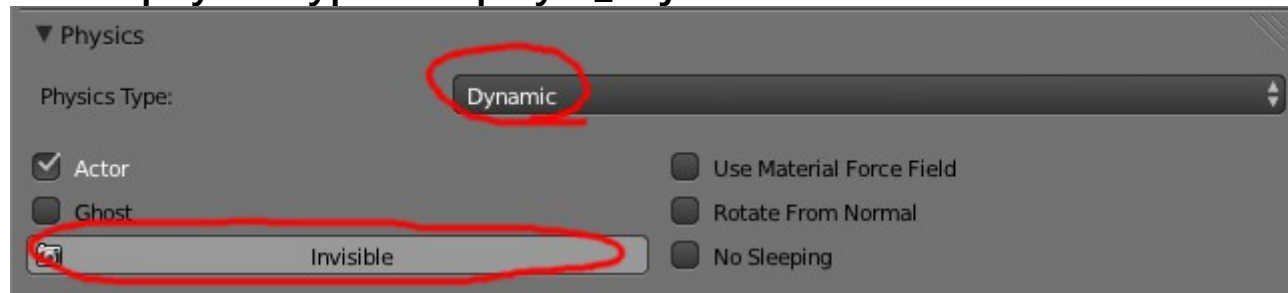 Physics
Physics Type: Dynamic
Actor Use Material Force Field
Ghost Rotate From Normal
Invisible No Sleeping